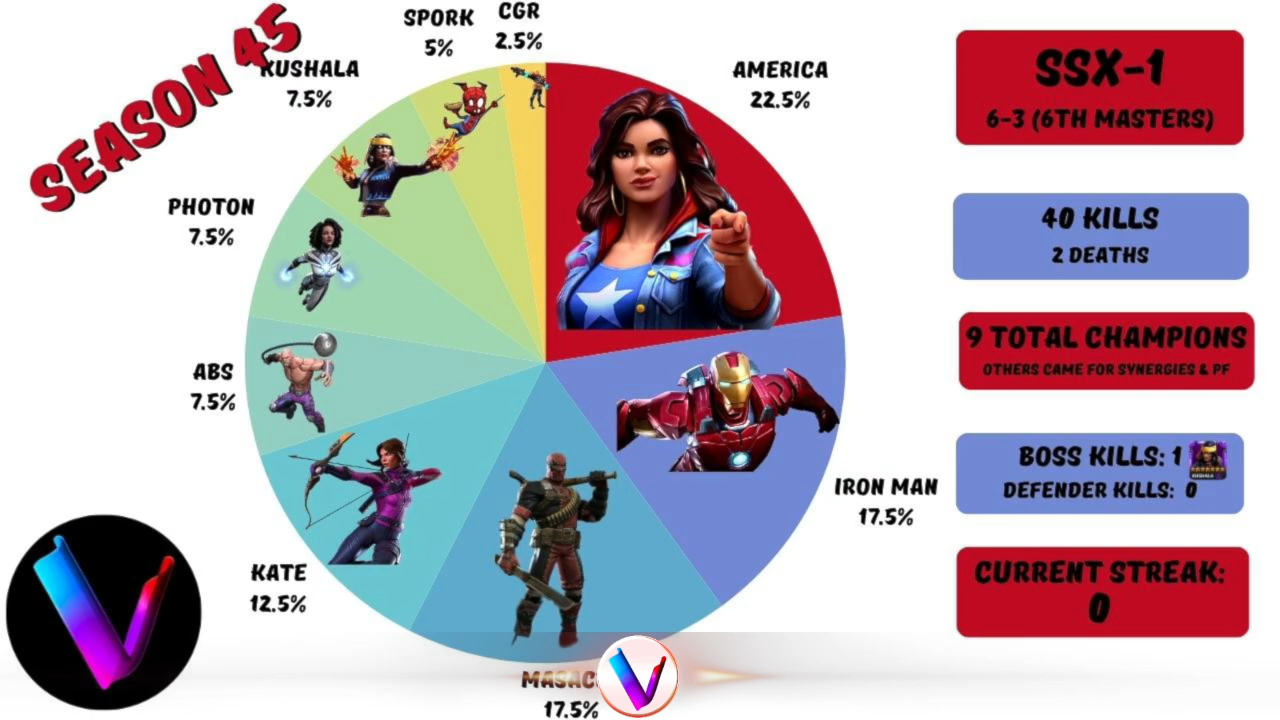 SEASON 45
SPORK
5%
CGR
2.5%
KUSHALA
7.5%
AMERICA
22.5%
PHOTON
7.5%
ABS
7.5%
KATE
12.5%
IRON MAN
17.5%
17.5%
SSX-1
6-3 (6TH MASTERS)
40 KILLS
2 DEATHS
9 TOTAL CHAMPIONS
OTHERS CAME FOR SYNERGIES & PF
BOSS KILLS: 1
KUSHALA
DEFENDER KILLS: 0
CURRENT STREAK:
0